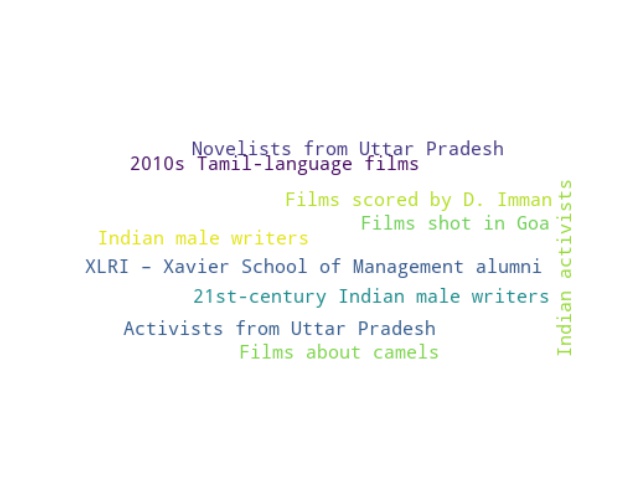 Novelists from Uttar Pradesh
2010s Tamil-language films
Films scored by D. Imman
Films shot in Goa
Indian male writers
XLRI – Xavier School of Management alumni
21st-century Indian male writers
Activists from Uttar Pradesh
Films about camels
Indian activists